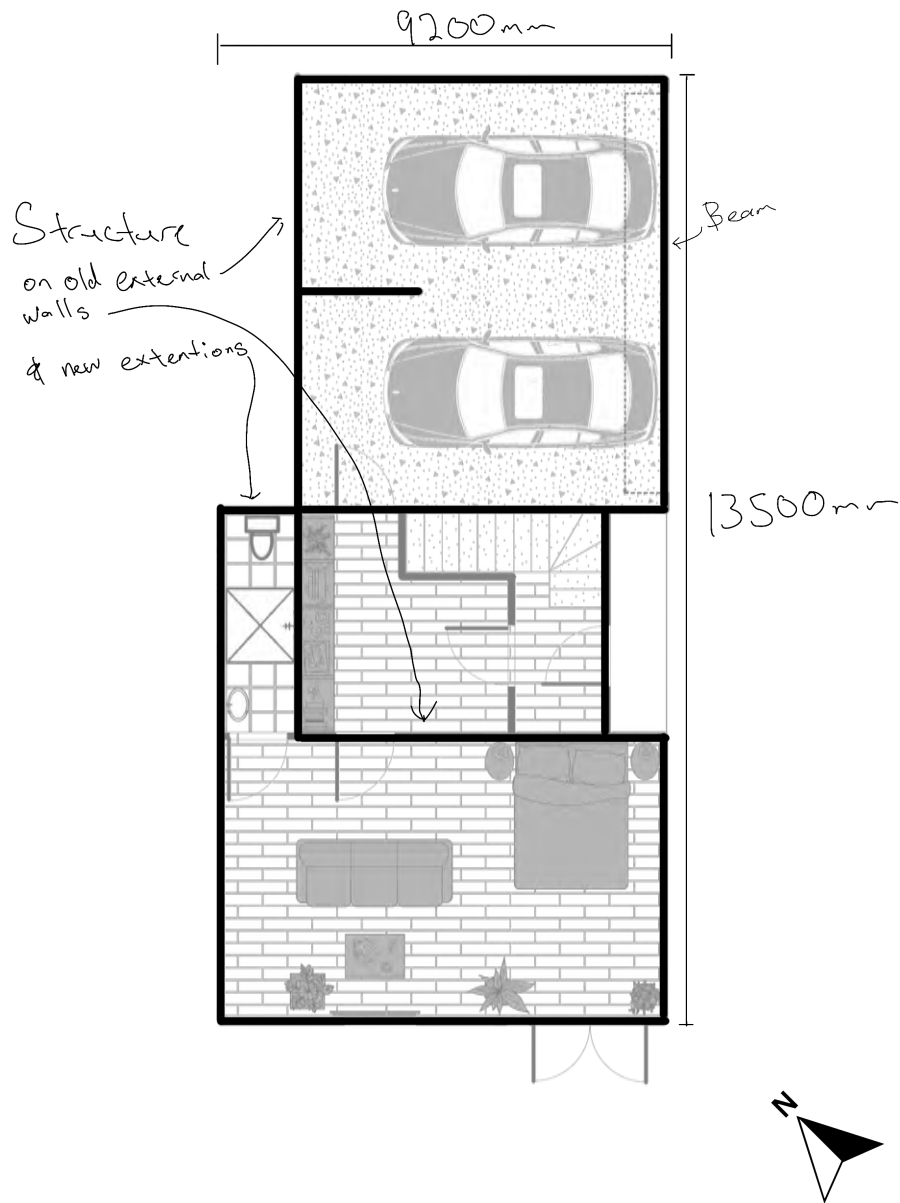 9200mm
Beam
Structure
on old external
walls
& new extentions
13500mm
N